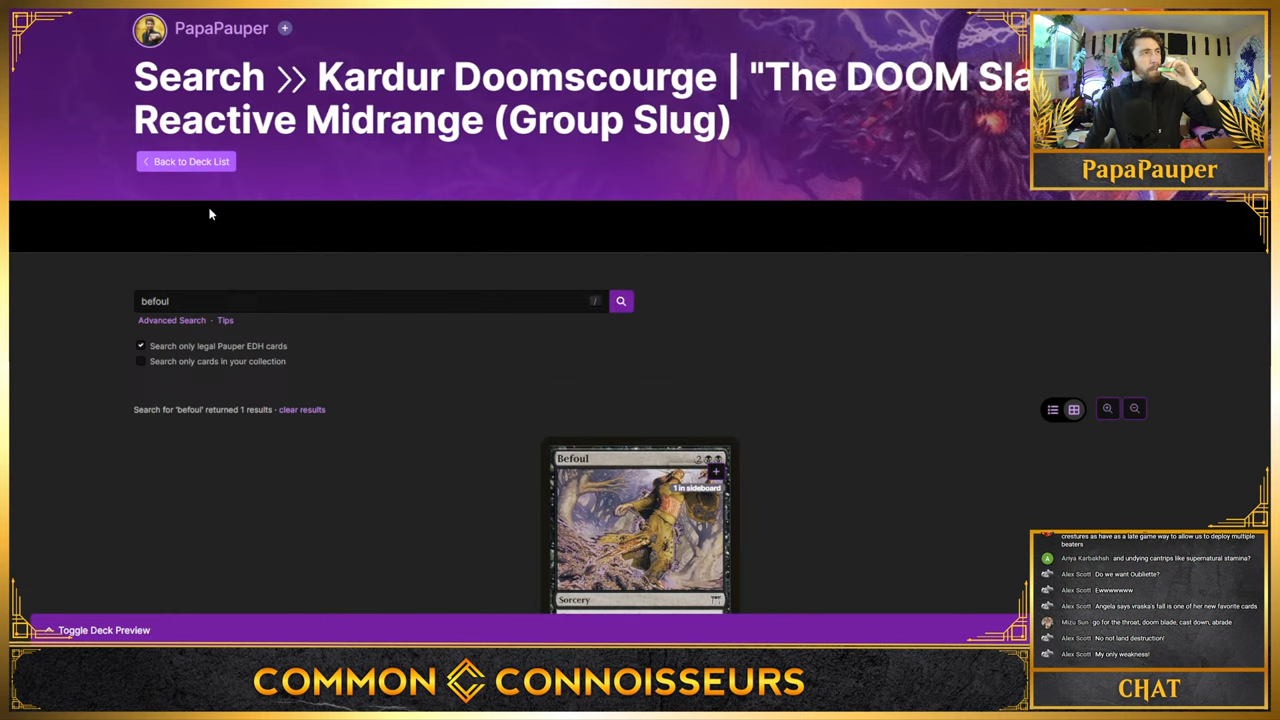 PapaPauper
Search >> Kardur Doomscourge | "The DOOM Sla
Reactive Midrange (Group Slug)
Back to Deck List
befoul
/
Advanced Search · Tips
Search only legal Pauper EDH cards
Search only cards in your collection
Search for 'befoul' returned 1 results · clear results
Befoul
2
1 in sideboard
Sorcery
Toggle Deck Preview
COMMON CONNOISSEURS
PapaPauper
creatures as have as a late game way to allow us to deploy multiple
beaters
Ariya Karbakhsh and undying cantrips like supernatural stamina?
Alex Scott Do we want Oubliette?
Alex Scott Ewwwwwww
Alex Scott Angela says vraska's fall is one of her new favorite cards
Mizu Sun go for the throat, doom blade, cast down, abrade
Alex Scott No not land destruction!
Alex Scott My only weakness!
CHAT